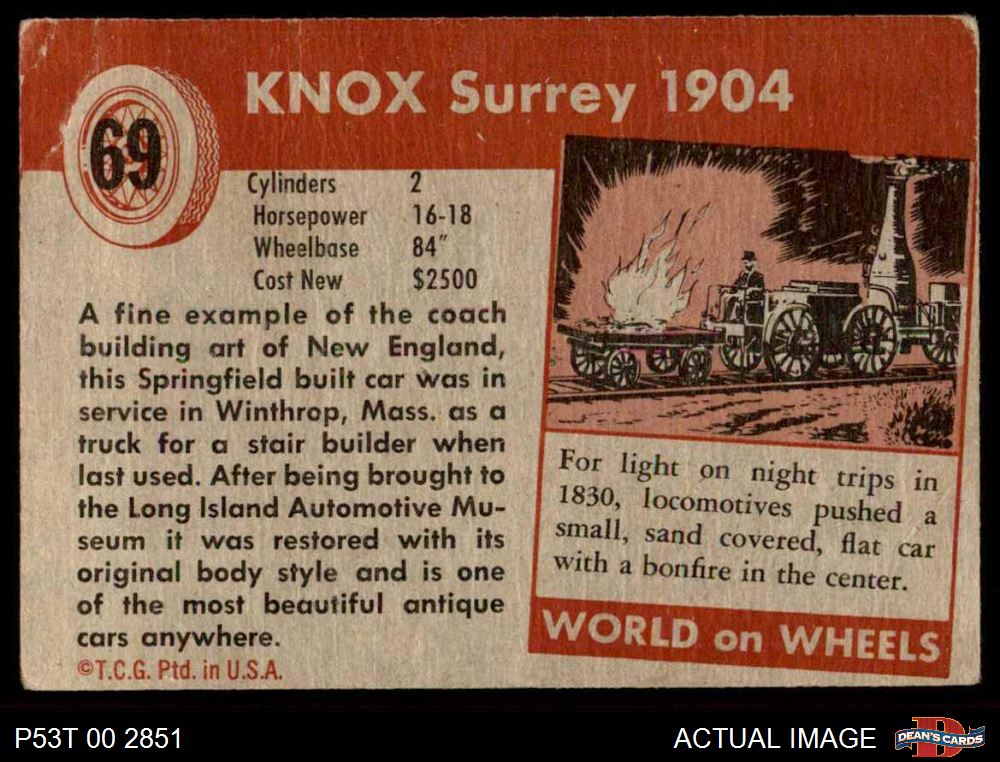 69
KNOX Surrey 1904
Cylinders 2
Horsepower 16-18
Wheelbase 84"
Cost New $2500
A fine example of the coach
building art of New England,
this Springfield built car was in
service in Winthrop, Mass. as a
truck for a stair builder when
last used. After being brought to
the Long Island Automotive Mu-
seum it was restored with its
original body style and is one
of the most beautiful antique
cars anywhere.
©T.C.G. Ptd. in U.S.A.
For light on night trips in
1830, locomotives pushed a
small, sand covered, flat car
with a bonfire in the center.
WORLD on WHEELS
P53T 00 2851
ACTUAL IMAGE
D
DEAN'S CARDS